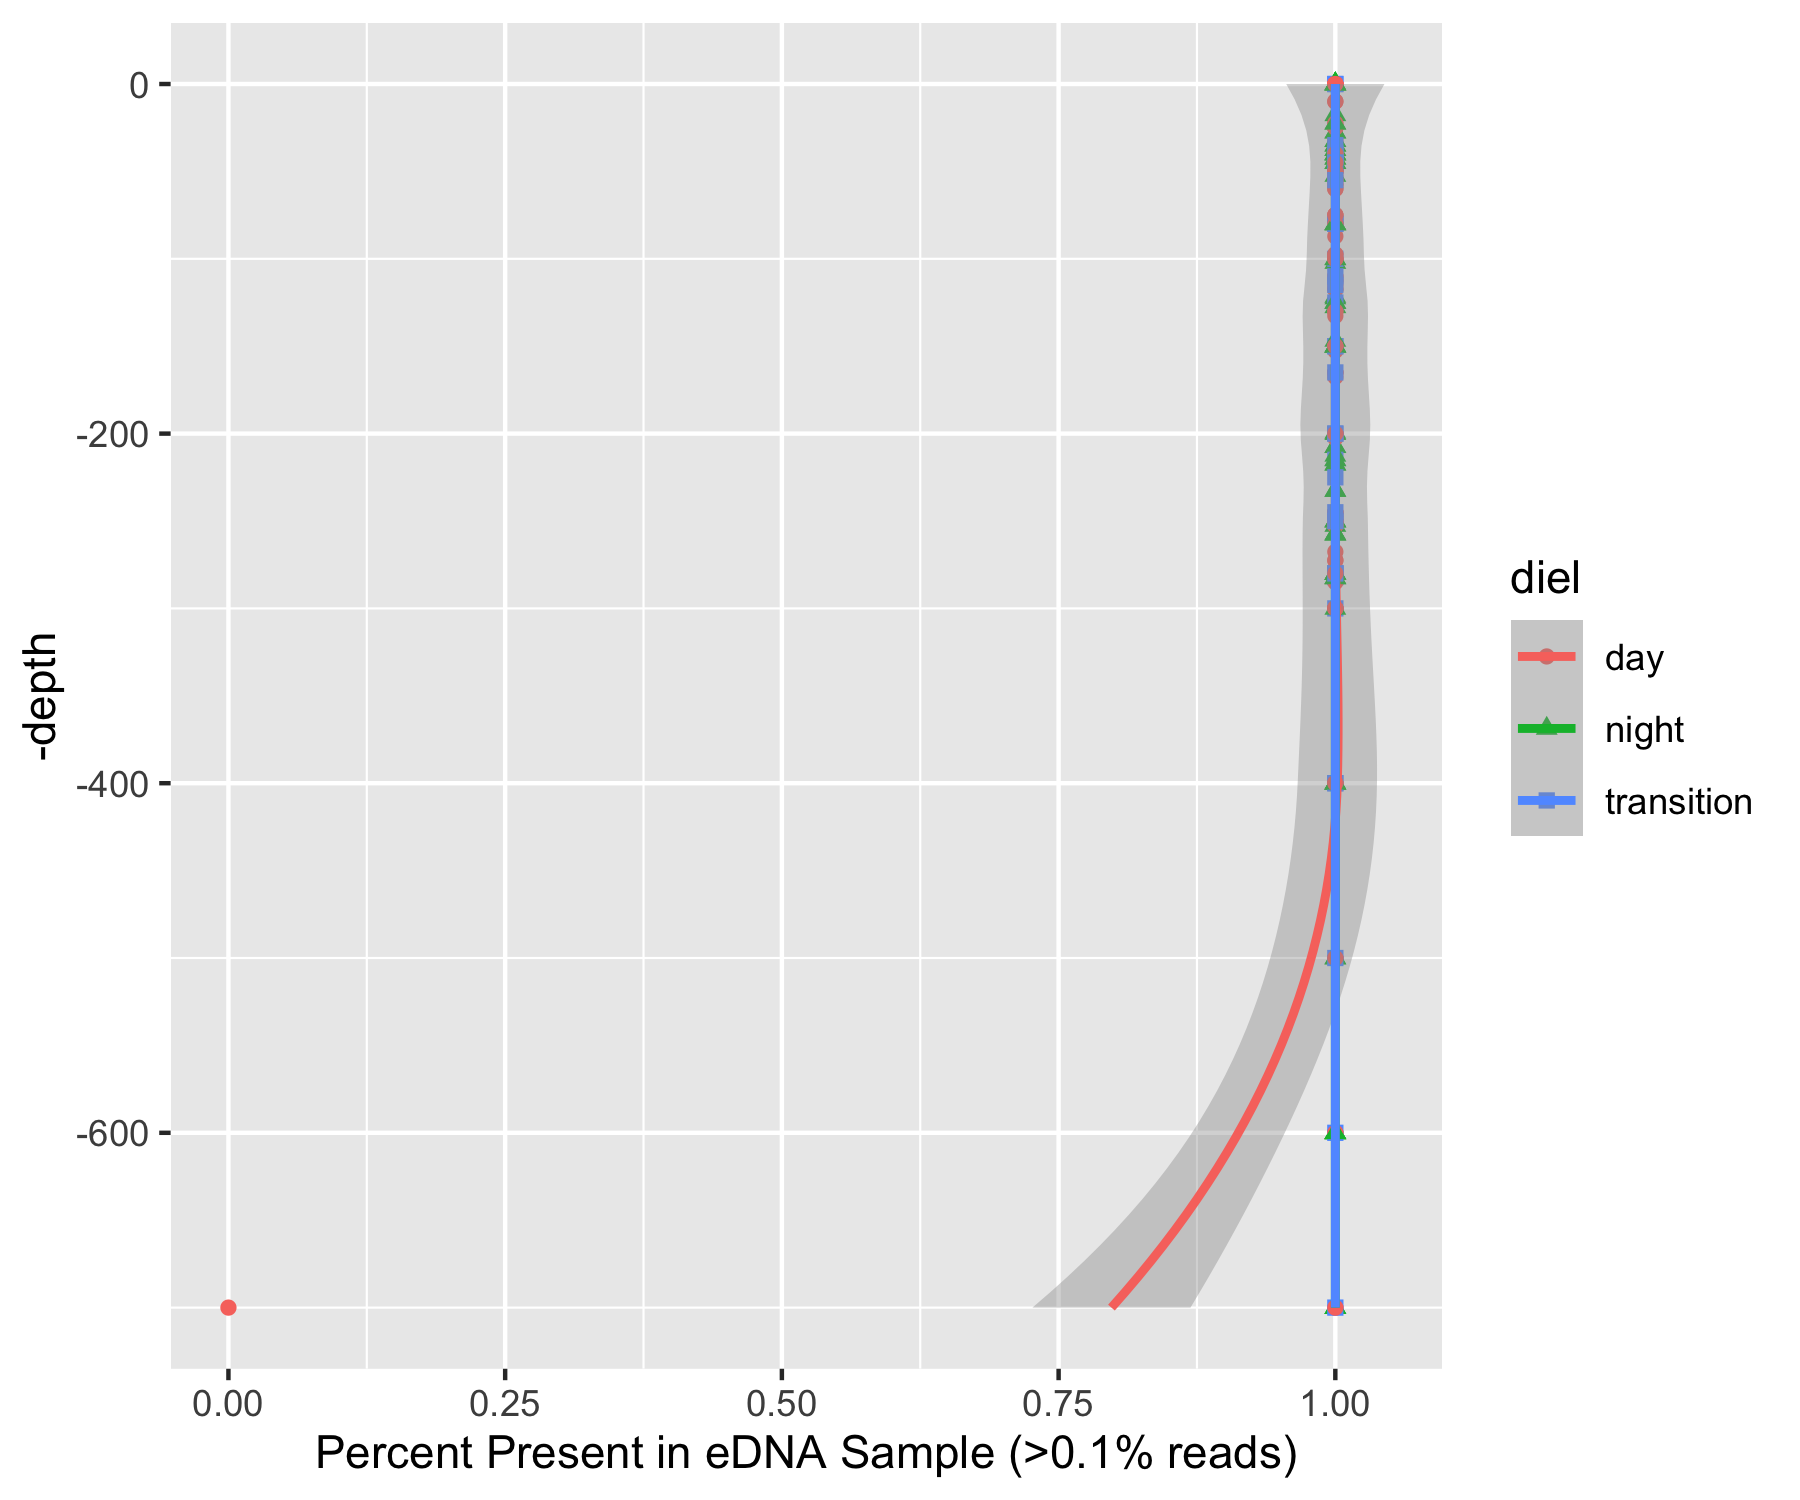 0
-200
-400
-600
-depth
0.00 0.25 0.50 0.75 1.00
Percent Present in eDNA Sample (>0.1% reads)
diel
day
night
transition